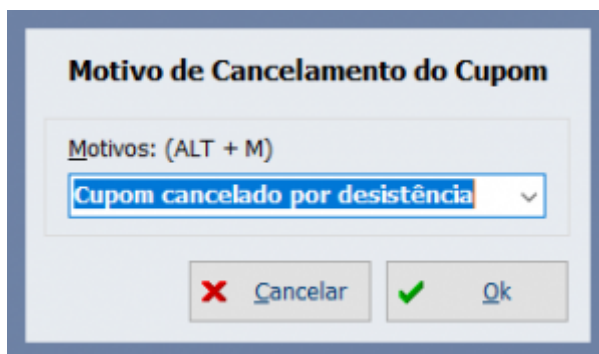 Motivo de Cancelamento do Cupom
Motivos: (ALT + M)
Cupom cancelado por desistência
Cancelar
Ok